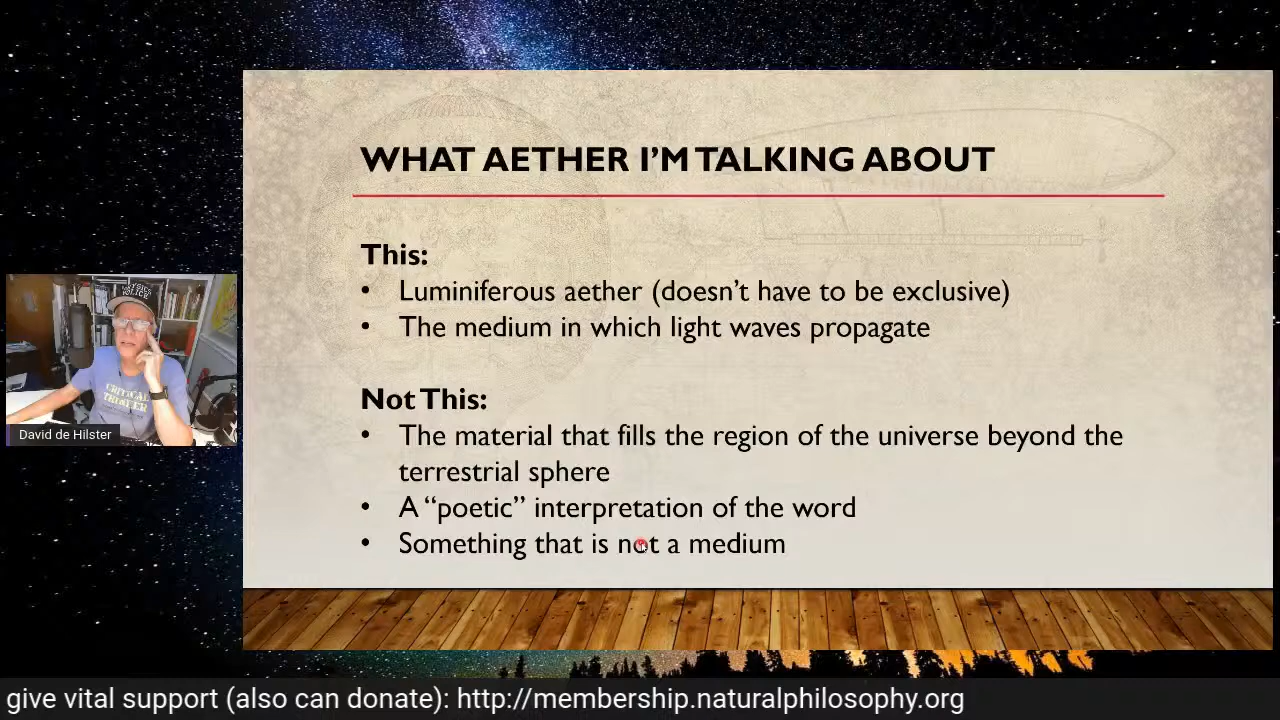 WHAT AETHER I'M TALKING ABOUT
This:
• Luminiferous aether (doesn't have to be exclusive)
• The medium in which light waves propagate
Not This:
• The material that fills the region of the universe beyond the
terrestrial sphere
• A “poetic” interpretation of the word
• Something that is not a medium
CRITICAL
THINKER
David de Hilster
give vital support (also can donate): http://membership.naturalphilosophy.org